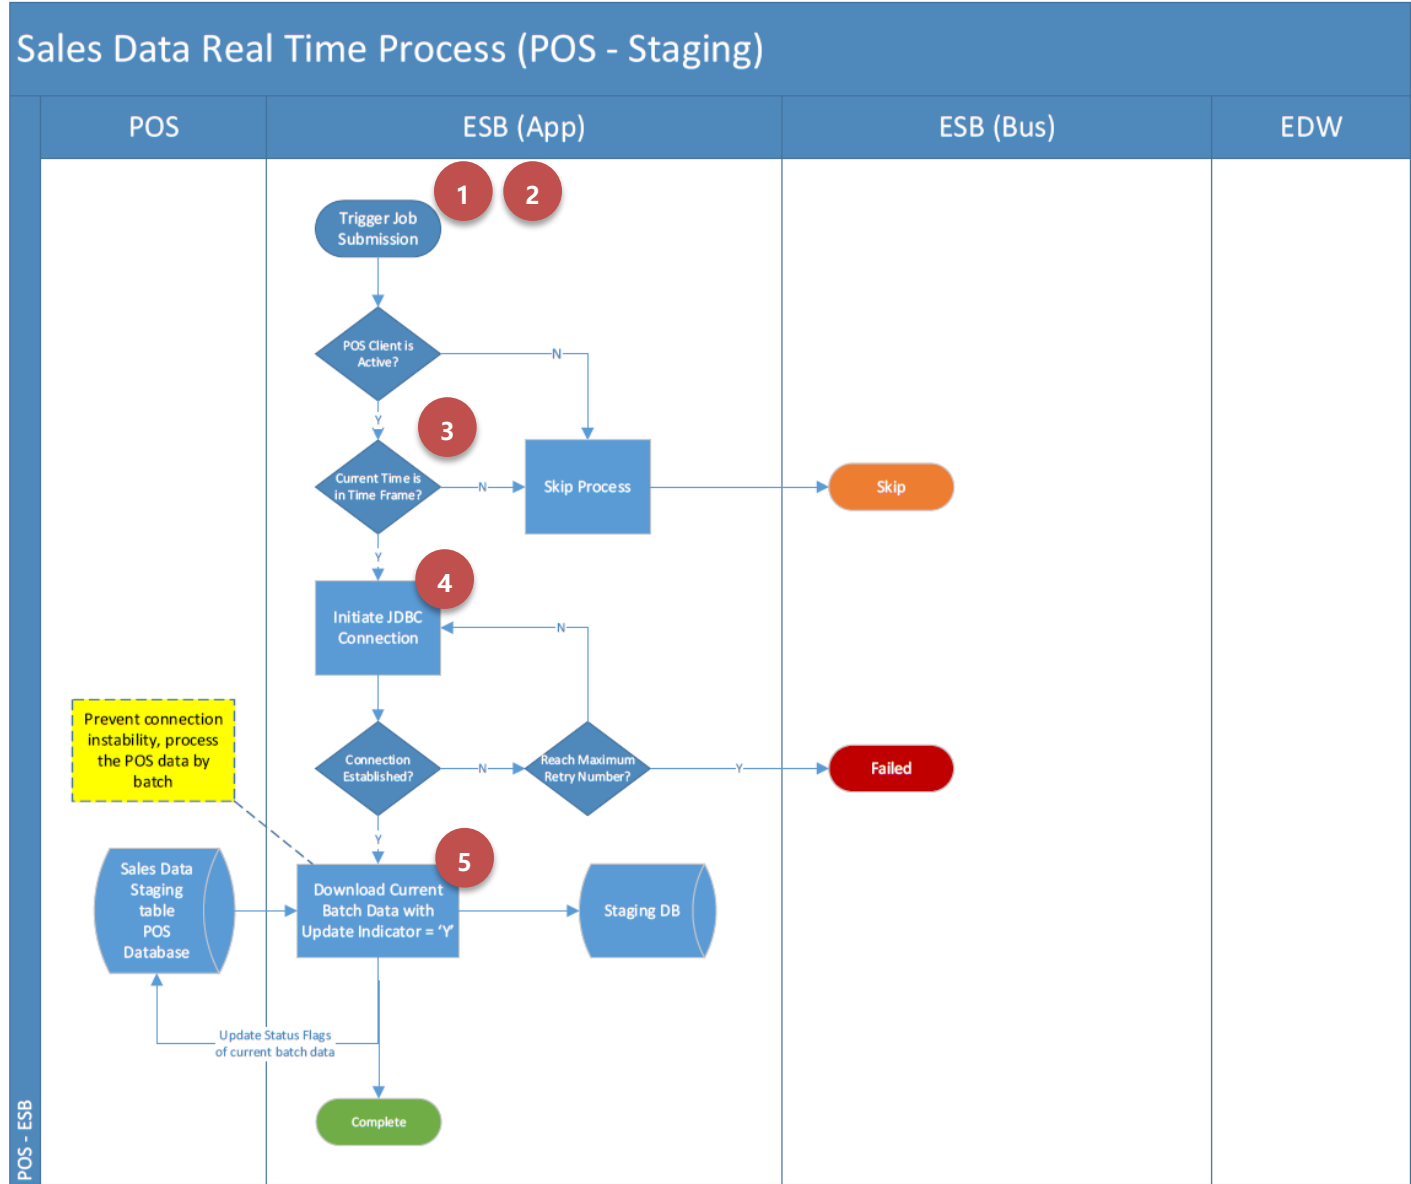 Sales Data Real Time Process (POS - Staging)
POS
ESB (App)
ESB (Bus)
EDW
1
2
Trigger Job
Submission
POS Client is
Active?
N
Y
3
Current Time is
in Time Frame?
N
Skip Process
Skip
Y
4
Initiate JDBC
Connection
N
Prevent connection
instability, process
the POS data by
batch
Connection
Established?
N
Reach Maximum
Retry Number?
Y
Failed
Y
5
Sales Data
Staging
table
POS
Database
Download Current
Batch Data with
Update Indicator = ‘Y’
Staging DB
Update Status Flags
of current batch data
Complete
POS - ESB